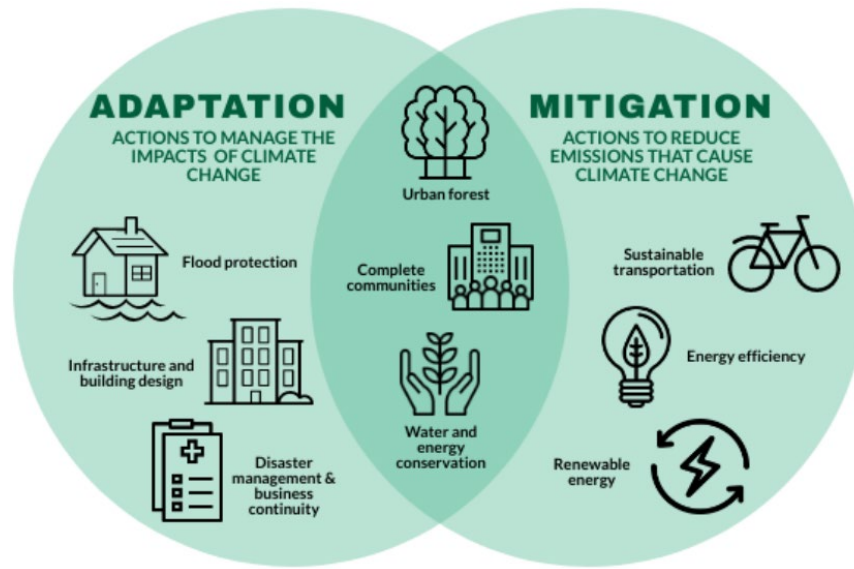 ADAPTATION
ACTIONS TO MANAGE THE
IMPACTS OF CLIMATE
CHANGE
Flood protection
Infrastructure and
building design
Disaster
management &
business
continuity
Urban forest
Complete
communities
Water and
energy
conservation
MITIGATION
ACTIONS TO REDUCE
EMISSIONS THAT CAUSE
CLIMATE CHANGE
Sustainable
transportation
Energy efficiency
Renewable
energy